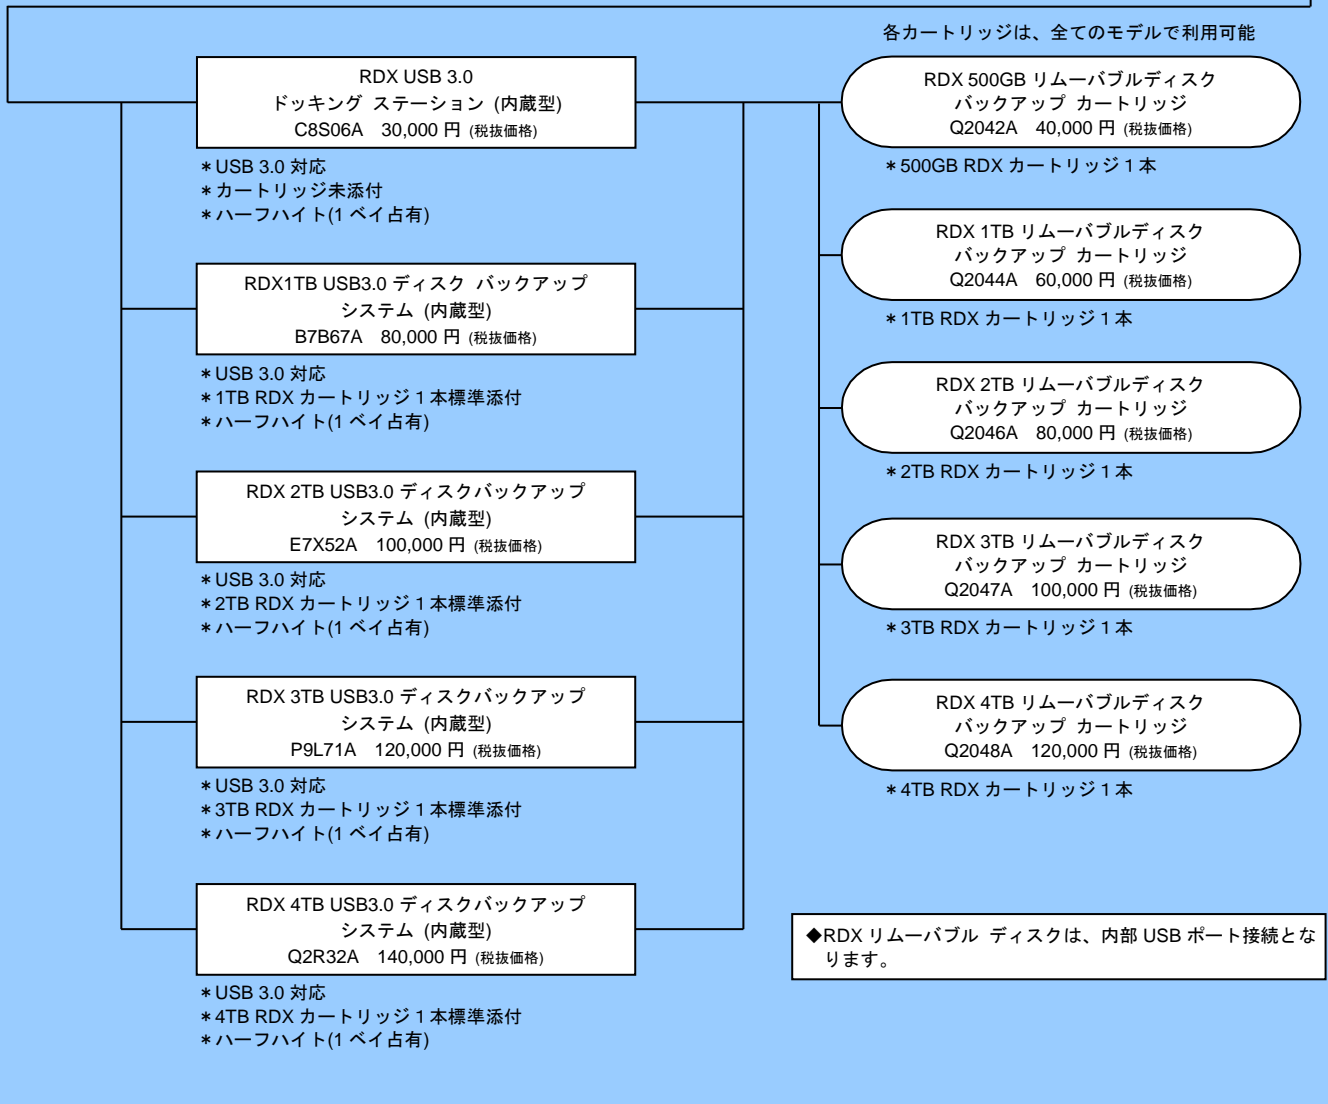 各カートリッジは、全てのモデルで利用可能
RDX USB 3.0
ドッキング ステーション (内蔵型)
C8S06A 30,000 円 (税抜価格)
＊USB 3.0 対応
＊カートリッジ未添付
＊ハーフハイト(1 ベイ占有)
RDX1TB USB3.0 ディスク バックアップ
システム (内蔵型)
B7B67A 80,000 円 (税抜価格)
＊USB 3.0 対応
＊1TB RDX カートリッジ 1 本標準添付
＊ハーフハイト(1 ベイ占有)
RDX 2TB USB3.0 ディスクバックアップ
システム (内蔵型)
E7X52A 100,000 円 (税抜価格)
＊USB 3.0 対応
＊2TB RDX カートリッジ 1 本標準添付
＊ハーフハイト(1 ベイ占有)
RDX 3TB USB3.0 ディスクバックアップ
システム (内蔵型)
P9L71A 120,000 円 (税抜価格)
＊USB 3.0 対応
＊3TB RDX カートリッジ 1 本標準添付
＊ハーフハイト(1 ベイ占有)
RDX 4TB USB3.0 ディスクバックアップ
システム (内蔵型)
Q2R32A 140,000 円 (税抜価格)
＊USB 3.0 対応
＊4TB RDX カートリッジ 1 本標準添付
＊ハーフハイト(1 ベイ占有)
RDX 500GB リムーバブルディスク
バックアップ カートリッジ
Q2042A 40,000 円 (税抜価格)
＊500GB RDX カートリッジ 1 本
RDX 1TB リムーバブルディスク
バックアップ カートリッジ
Q2044A 60,000 円 (税抜価格)
＊1TB RDX カートリッジ 1 本
RDX 2TB リムーバブルディスク
バックアップ カートリッジ
Q2046A 80,000 円 (税抜価格)
＊2TB RDX カートリッジ 1 本
RDX 3TB リムーバブルディスク
バックアップ カートリッジ
Q2047A 100,000 円 (税抜価格)
＊3TB RDX カートリッジ 1 本
RDX 4TB リムーバブルディスク
バックアップ カートリッジ
Q2048A 120,000 円 (税抜価格)
＊4TB RDX カートリッジ 1 本
◆RDX リムーバブル ディスクは、内部 USB ポート接続とな
ります。